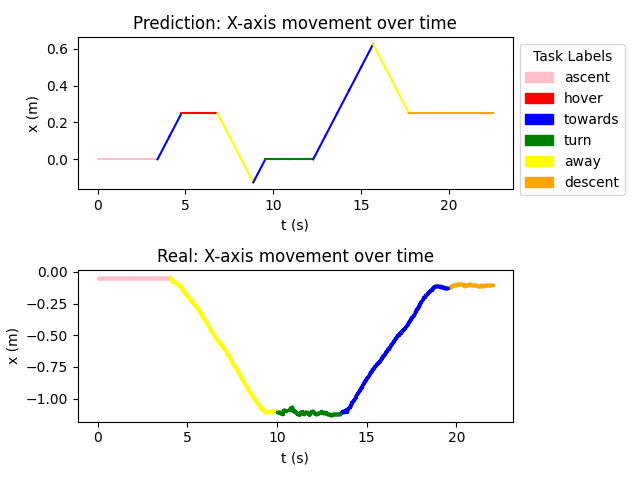 Prediction: X-axis movement over time
0.6
0.4
0.2
0.0
x (m)
0 5 10 15 20
t (s)
Task Labels
ascent
hover
towards
turn
away
descent
Real: X-axis movement over time
0.00
−0.25
−0.50
−0.75
−1.00
x (m)
0 5 10 15 20
t (s)